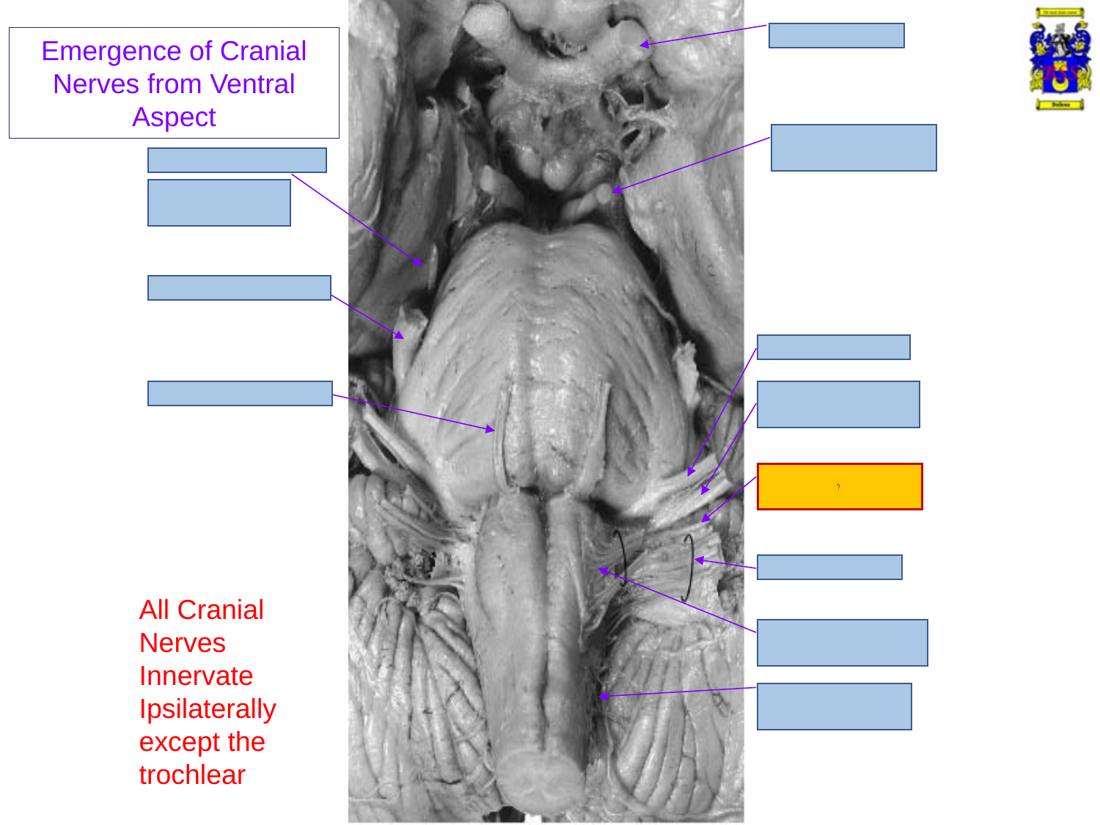 Emergence of Cranial
Nerves from Ventral
Aspect
?
All Cranial
Nerves
Innervate
Ipsilaterally
except the
trochlear